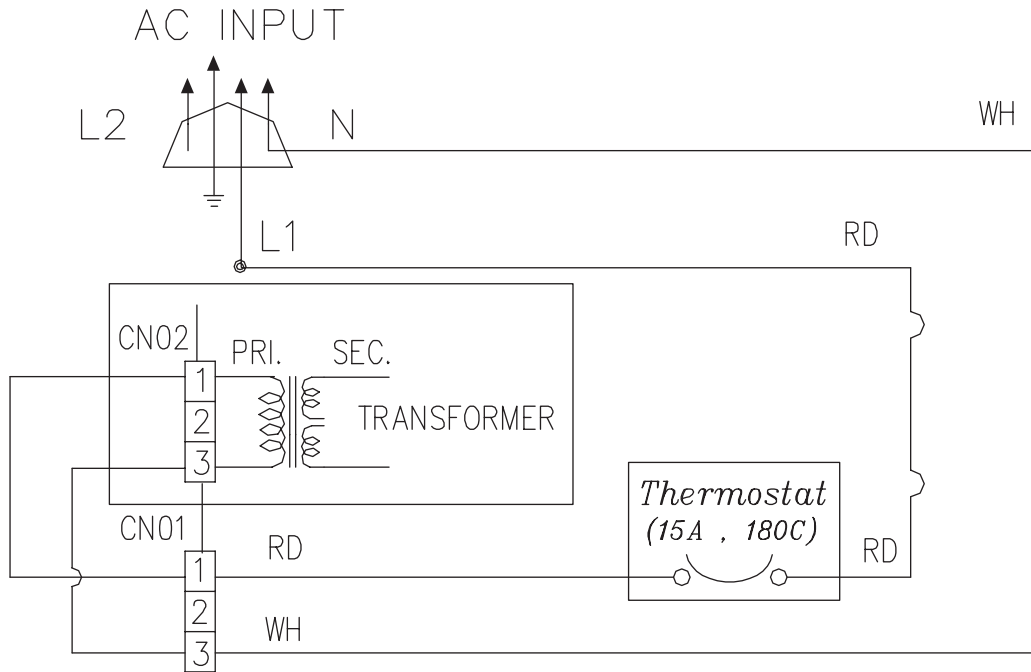 AC INPUT
L2
N
WH
L1
RD
CN02
PRI.
SEC.
1
2
3
TRANSFORMER
Thermostat
(15A , 180C)
CN01
RD
RD
1
2
3
WH